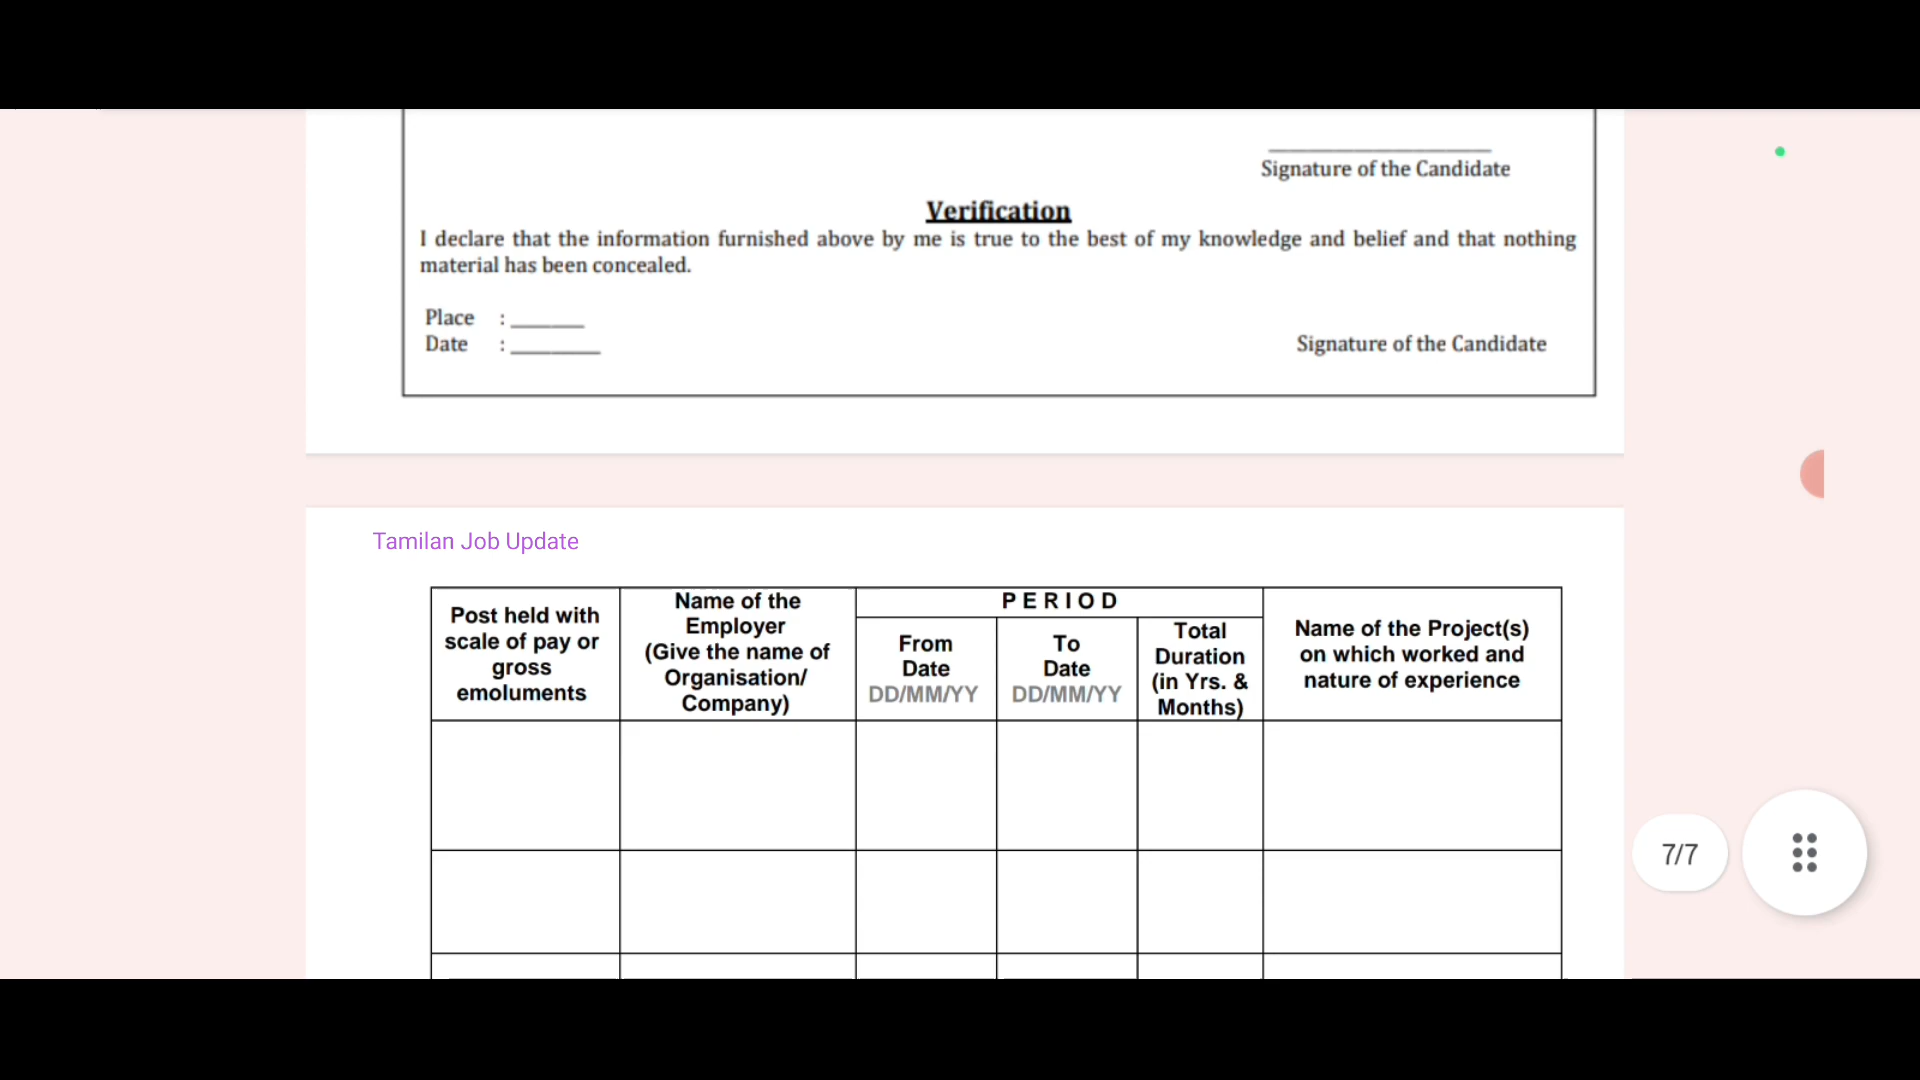 Signature of the Candidate
Verification
I declare that the information furnished above by me is true to the best of my knowledge and belief and that nothing
material has been concealed.
Place : _______
Date : _________
Signature of the Candidate
Tamilan Job Update
Post held with
scale of pay or
gross
emoluments
Name of the
Employer
(Give the name of
Organisation/
Company)
P E R I O D
From
Date
DD/MM/YY
To
Date
DD/MM/YY
Total
Duration
(in Yrs. &
Months)
Name of the Project(s)
on which worked and
nature of experience
7/7